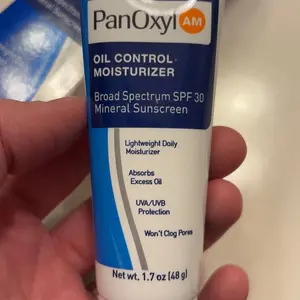 PanOxyl AM
OIL CONTROL
MOISTURIZER
Broad Spectrum SPF 30
Mineral Sunscreen
Lightweight Daily
Moisturizer
Absorbs
Excess Oil
UVA/UVB
Protection
Won't Clog Pores
Net wt. 1.7 oz (48 g)